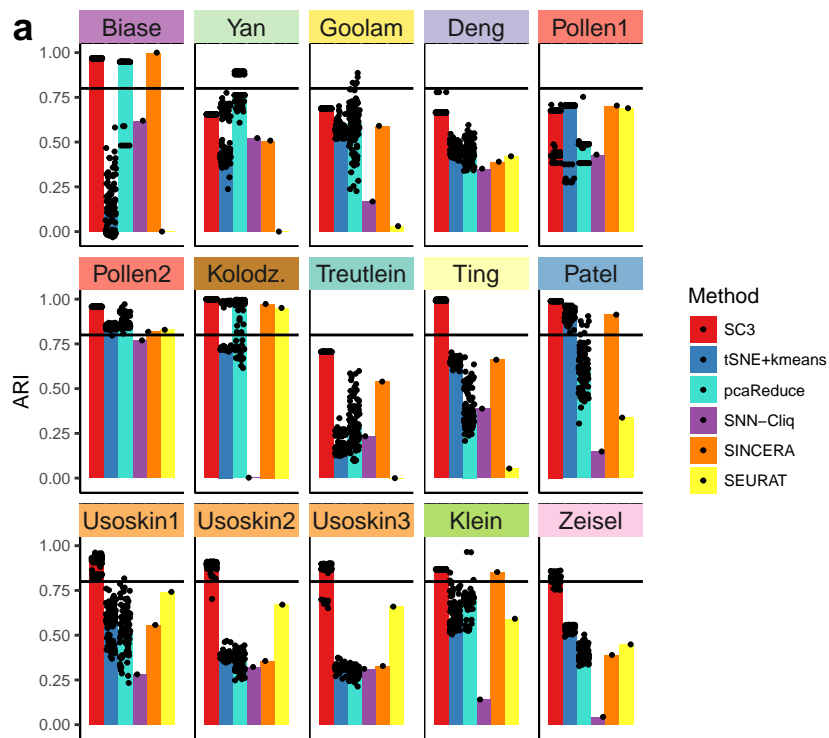 a
Biase Yan Goolam Deng Pollen1
1.00
0.75
0.50
0.25
0.00
Pollen2 Kolodz. Treutlein Ting Patel
1.00
0.75
0.50
0.25
0.00
Usoskin1 Usoskin2 Usoskin3 Klein Zeisel
1.00
0.75
0.50
0.25
0.00
ARI
Method
SC3
tSNE+kmeans
pcaReduce
SNN−Cliq
SINCERA
SEURAT